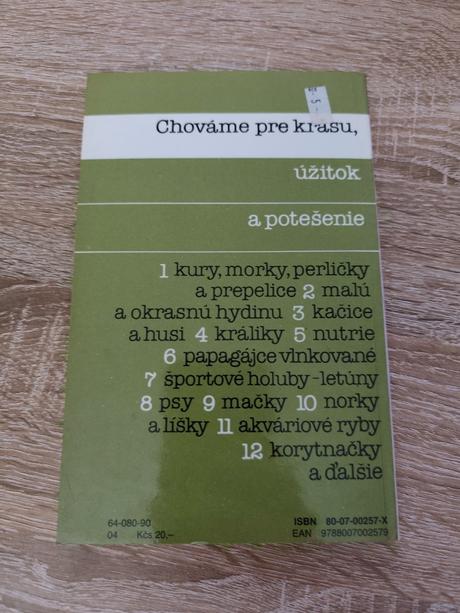 5,-
Chováme pre krásu,
úžitok
a potešenie
1 kury, morky, perličky
a prepelice 2 malú
a okrasnú hydinu 3 kačice
a husi 4 králiky 5 nutrie
6 papagájce vlnkované
7 športové holuby-letúny
8 psy 9 mačky 10 norky
a líšky 11 akváriové ryby
12 korytnačky
a ďalšie
64-080-90
04 Kčs 20,–
ISBN 80-07-00257-X
EAN 9788007002579